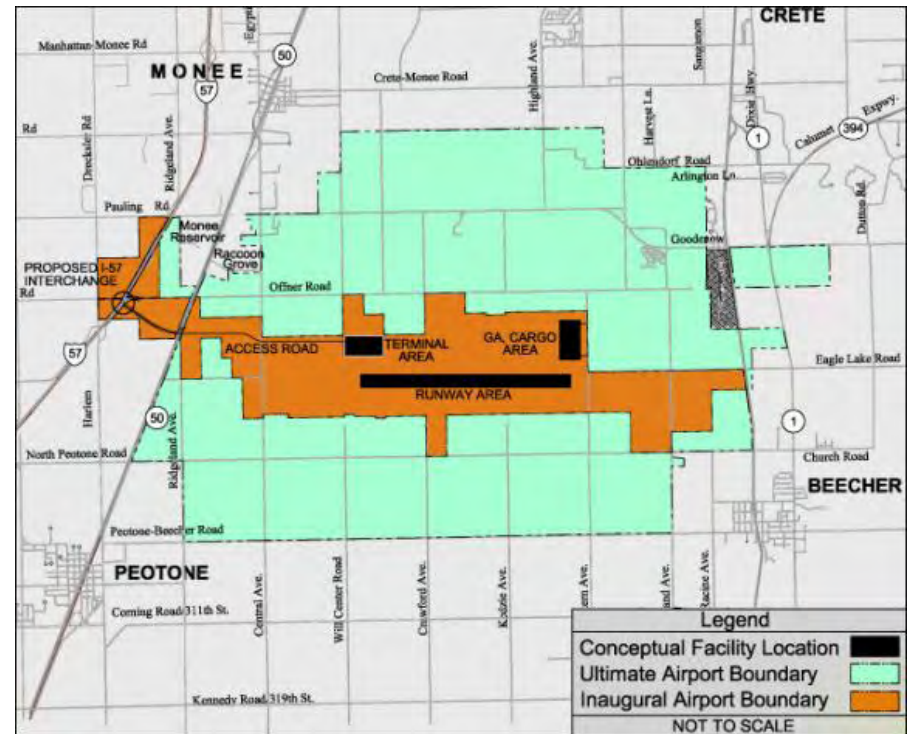 CRETE
Manhattan-Monee Rd
MONEE
50
57
Crete-Monee Road
Highland Ave.
Sangamon
Harvest Ln.
Dixie Hwy.
Calumet Expwy.
394
1
Rd
Drecksler Rd
Ridgeland Ave.
Ohlendorf Road
Arlington Ln.
Dutton Rd.
Pauling Rd.
Monee
Reservoir
Raccoon
Grove
Goodenow
PROPOSED I-57
INTERCHANGE
Rd
Offner Road
ACCESS ROAD
TERMINAL
AREA
GA, CARGO
AREA
RUNWAY AREA
Eagle Lake Road
57
Harlem
50
Ridgeland Ave.
North Peotone Road
1
Church Road
BEECHER
Peotone-Beecher Road
PEOTONE
Corning Road/311th St.
Central Ave.
Will Center Road
Crawford Ave.
Kedzie Ave.
Racine Ave.
Kennedy Road/319th St.
Legend
Conceptual Facility Location
Ultimate Airport Boundary
Inaugural Airport Boundary
NOT TO SCALE